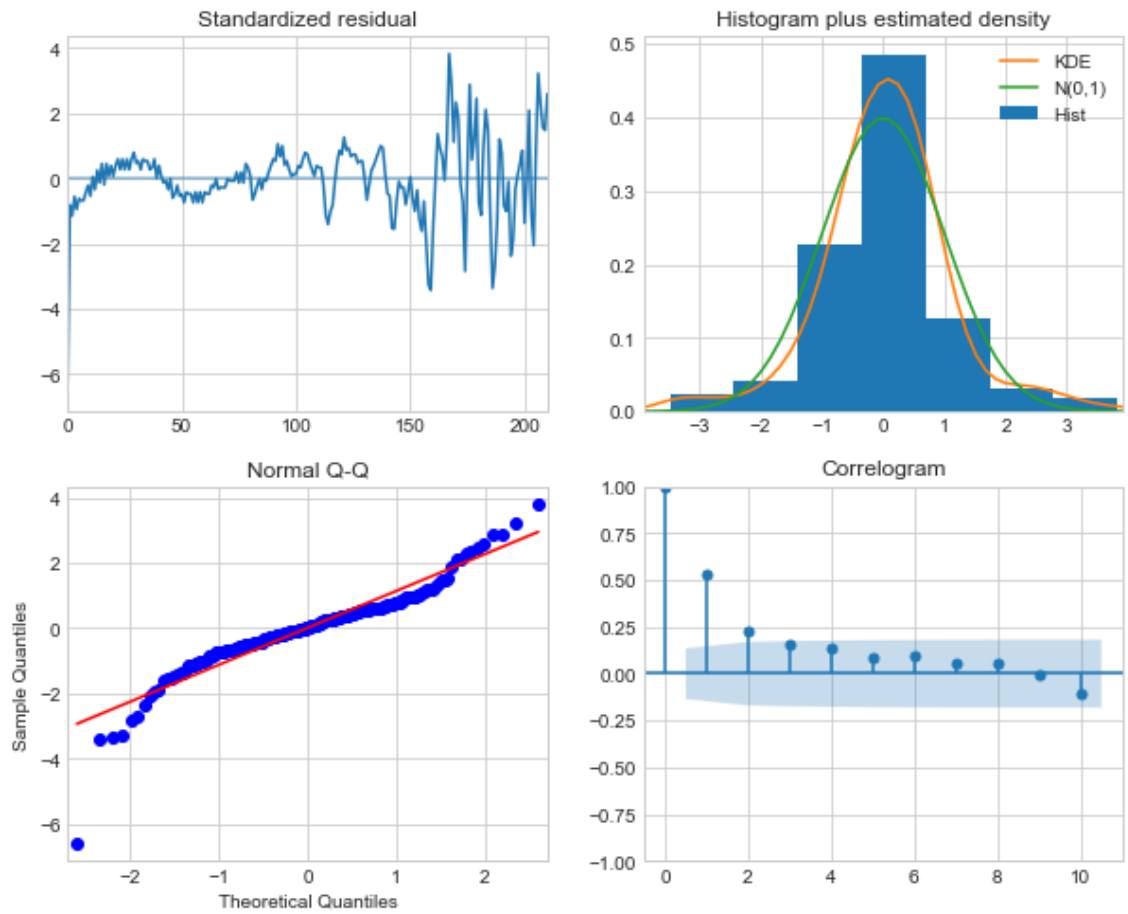 Standardized residual
4
2
0
−2
−4
−6
0 50 100 150 200
Histogram plus estimated density
KDE
N(0,1)
Hist
0.5
0.4
0.3
0.2
0.1
0.0
−3 −2 −1 0 1 2 3
Normal Q-Q
Sample Quantiles
4
2
0
−2
−4
−6
−2 −1 0 1 2
Theoretical Quantiles
Correlogram
1.00
0.75
0.50
0.25
0.00
−0.25
−0.50
−0.75
−1.00
0 2 4 6 8 10